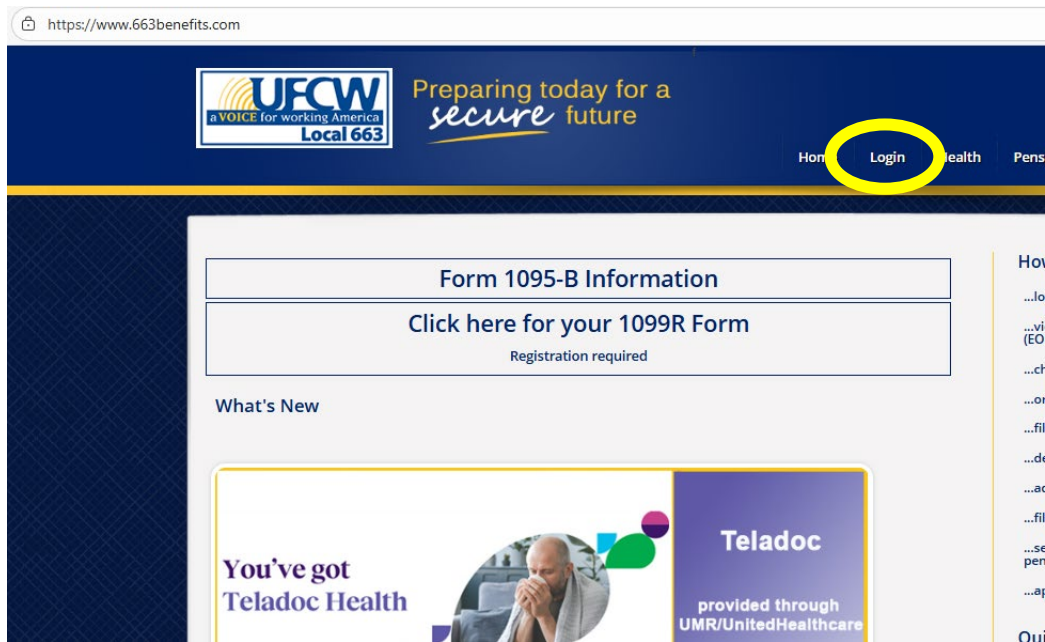 https://www.663benefits.com
UFCW
a VOICE for working America
Local 663
Preparing today for a
secure future
Login
Form 1095-B Information
Click here for your 1099R Form
Registration required
What's New
You've got
Teladoc Health
Teladoc
provided through
UMR/UnitedHealthcare
(EO